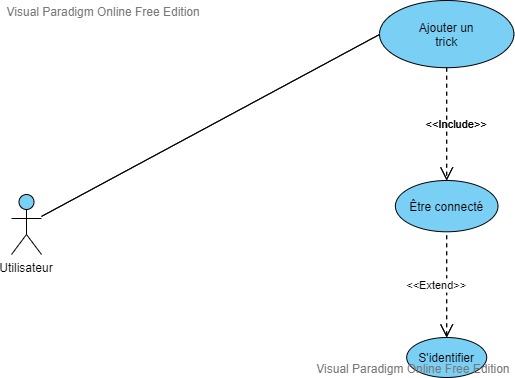 Visual Paradigm Online Free Edition
Ajouter un
trick
<<Include>>
Être connecté
Utilisateur
<<Extend>>
S'identifier
Visual Paradigm Online Free Edition